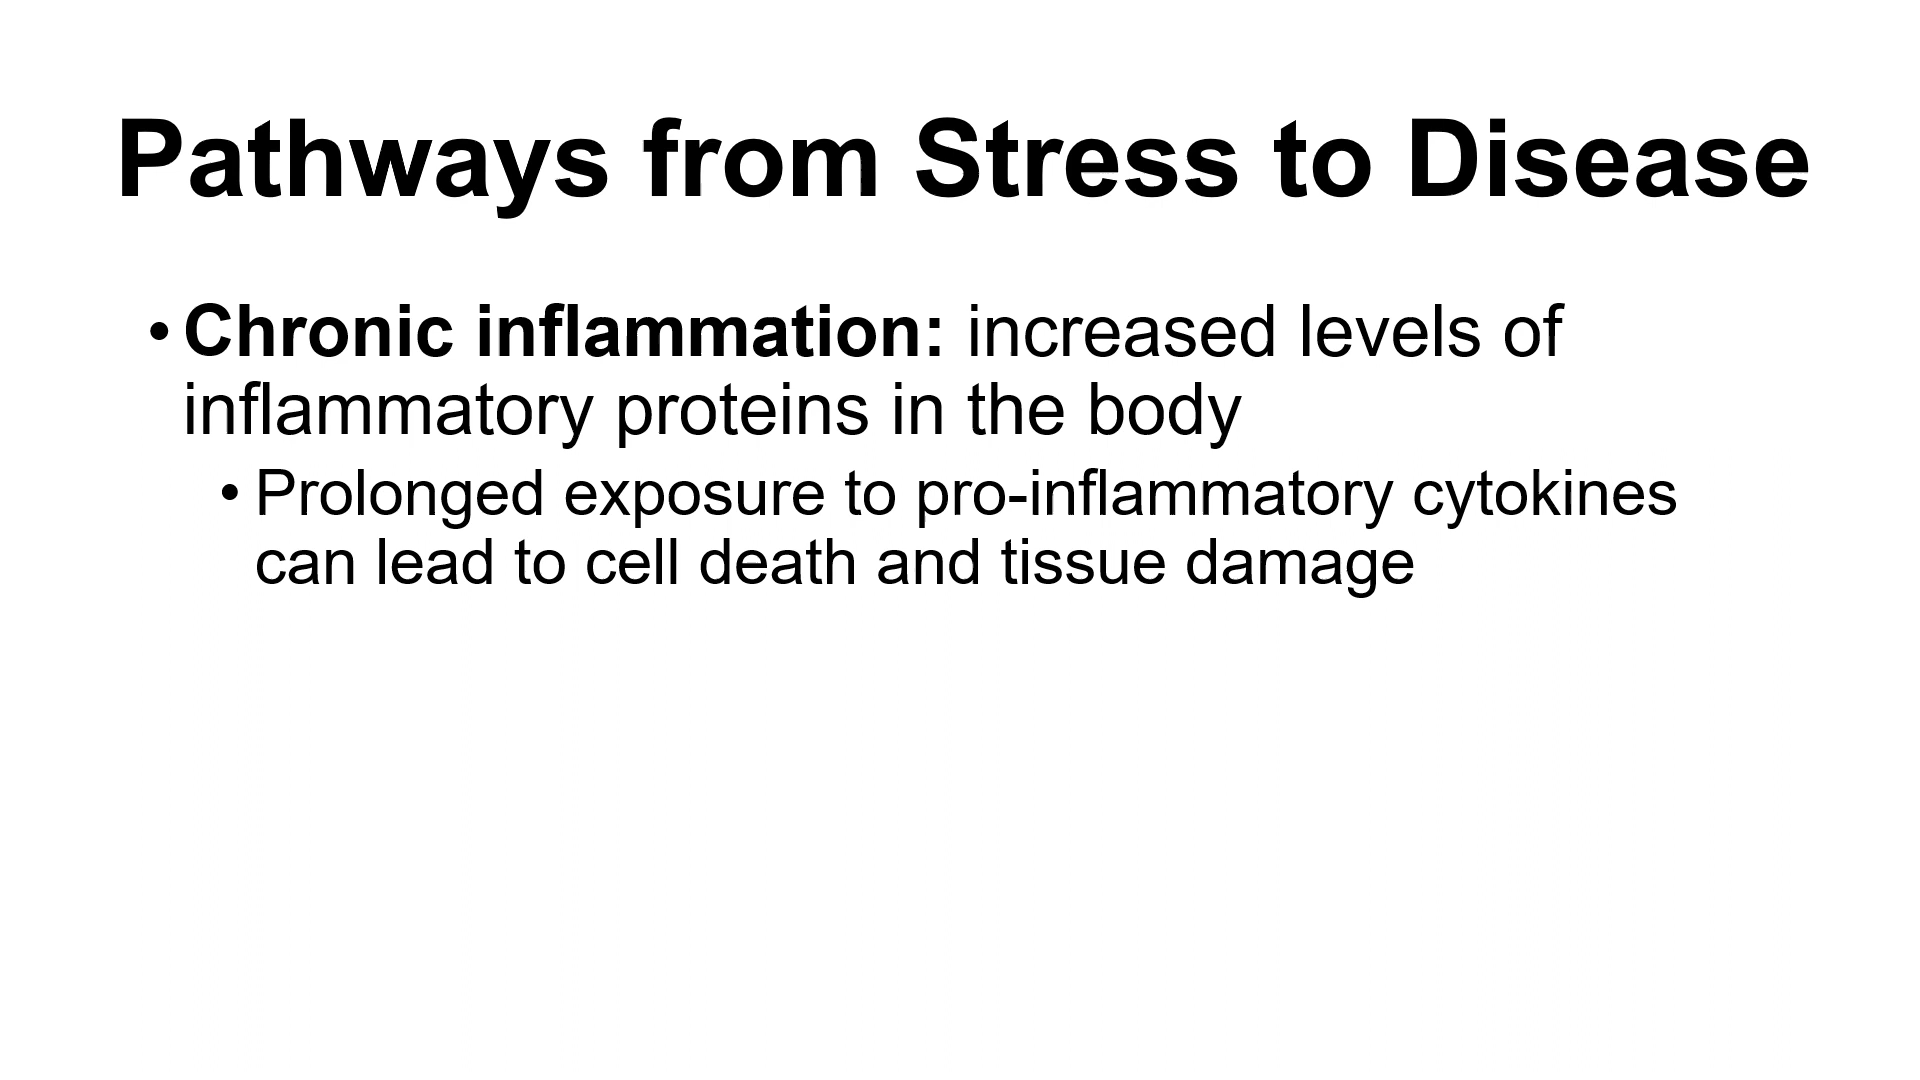 Pathways from Stress to Disease
• Chronic inflammation: increased levels of
inflammatory proteins in the body
• Prolonged exposure to pro-inflammatory cytokines
can lead to cell death and tissue damage